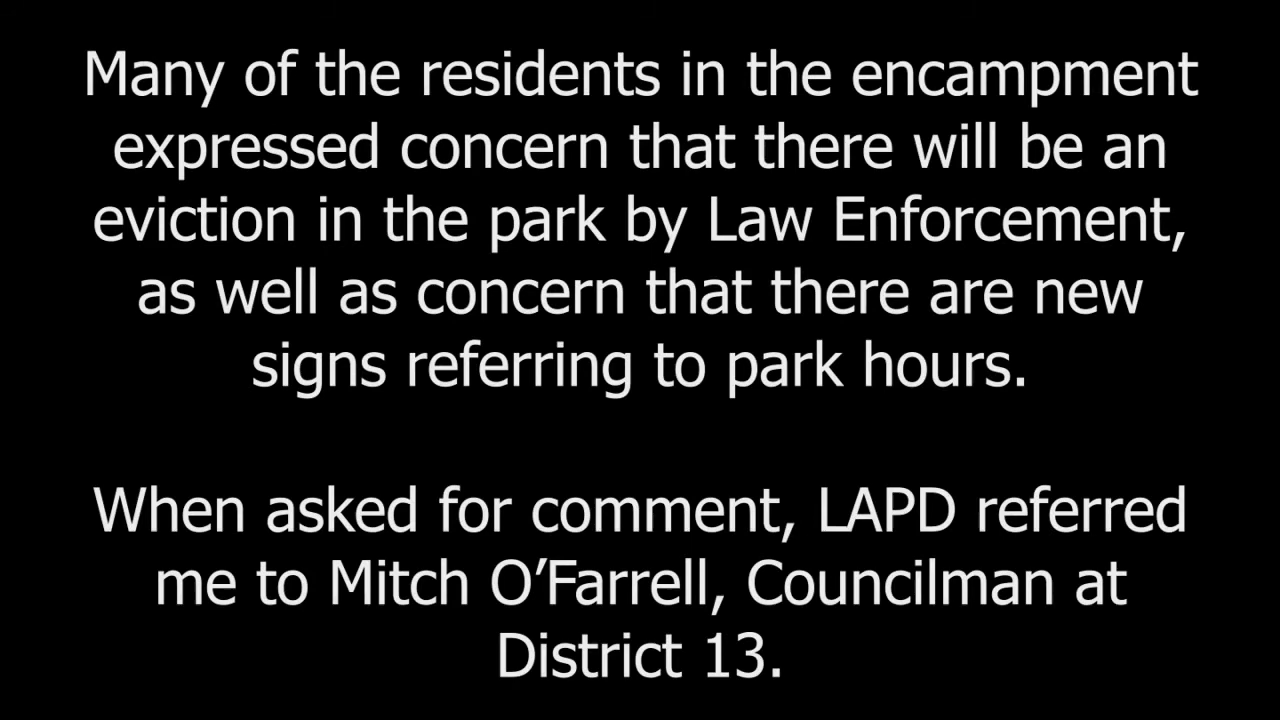 Many of the residents in the encampment
expressed concern that there will be an
eviction in the park by Law Enforcement,
as well as concern that there are new
signs referring to park hours.
When asked for comment, LAPD referred
me to Mitch O’Farrell, Councilman at
District 13.